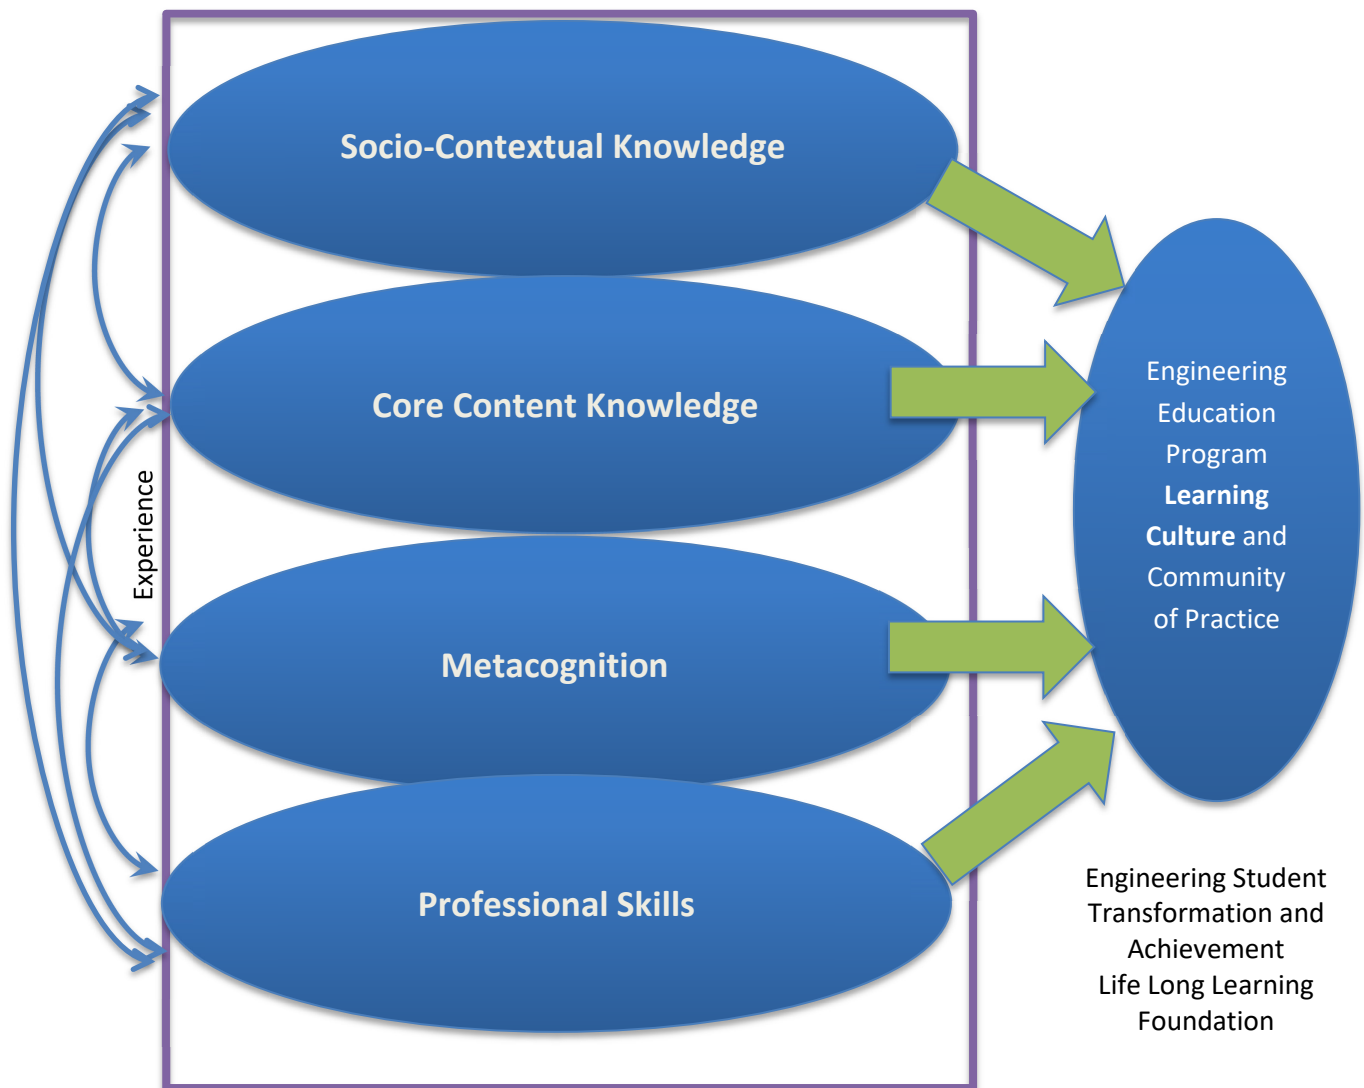 Socio-Contextual Knowledge
Core Content Knowledge
Experience
Metacognition
Professional Skills
Engineering
Education
Program
Learning
Culture and
Community
of Practice
Engineering Student
Transformation and
Achievement
Life Long Learning
Foundation